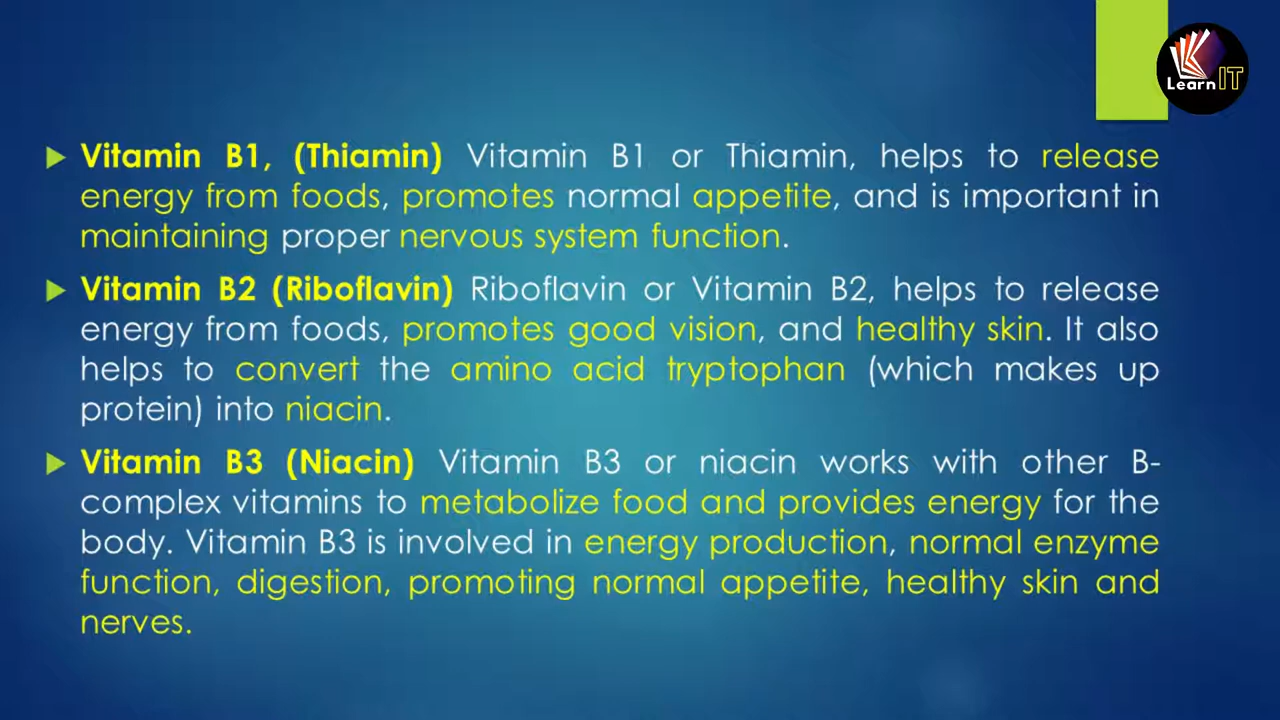 Learn IT
Vitamin B1, (Thiamin) Vitamin B1 or Thiamin, helps to release
energy from foods, promotes normal appetite, and is important in
maintaining proper nervous system function.
Vitamin B2 (Riboflavin) Riboflavin or Vitamin B2, helps to release
energy from foods, promotes good vision, and healthy skin. It also
helps to convert the amino acid tryptophan (which makes up
protein) into niacin.
Vitamin B3 (Niacin) Vitamin B3 or niacin works with other B-
complex vitamins to metabolize food and provides energy for the
body. Vitamin B3 is involved in energy production, normal enzyme
function, digestion, promoting normal appetite, healthy skin and
nerves.